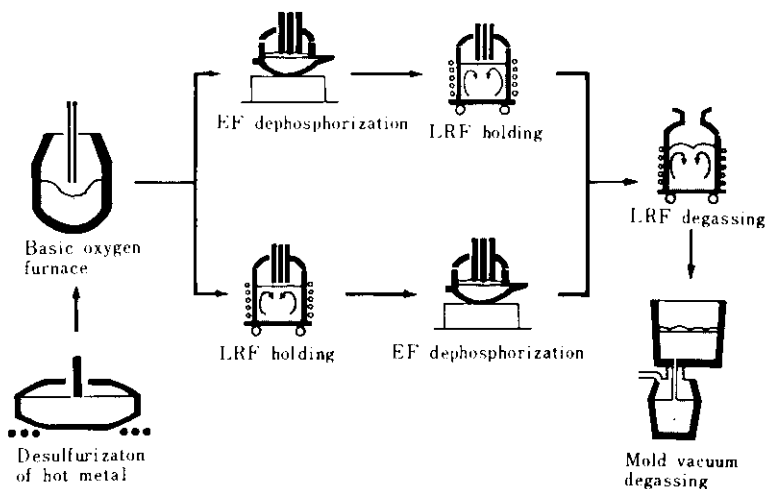 EF dephosphorization
LRF holding
Basic oxygen
furnace
LRF degassing
LRF holding
EF dephosphorization
Desulfurizaton
of hot metal
Mold vacuum
degassing